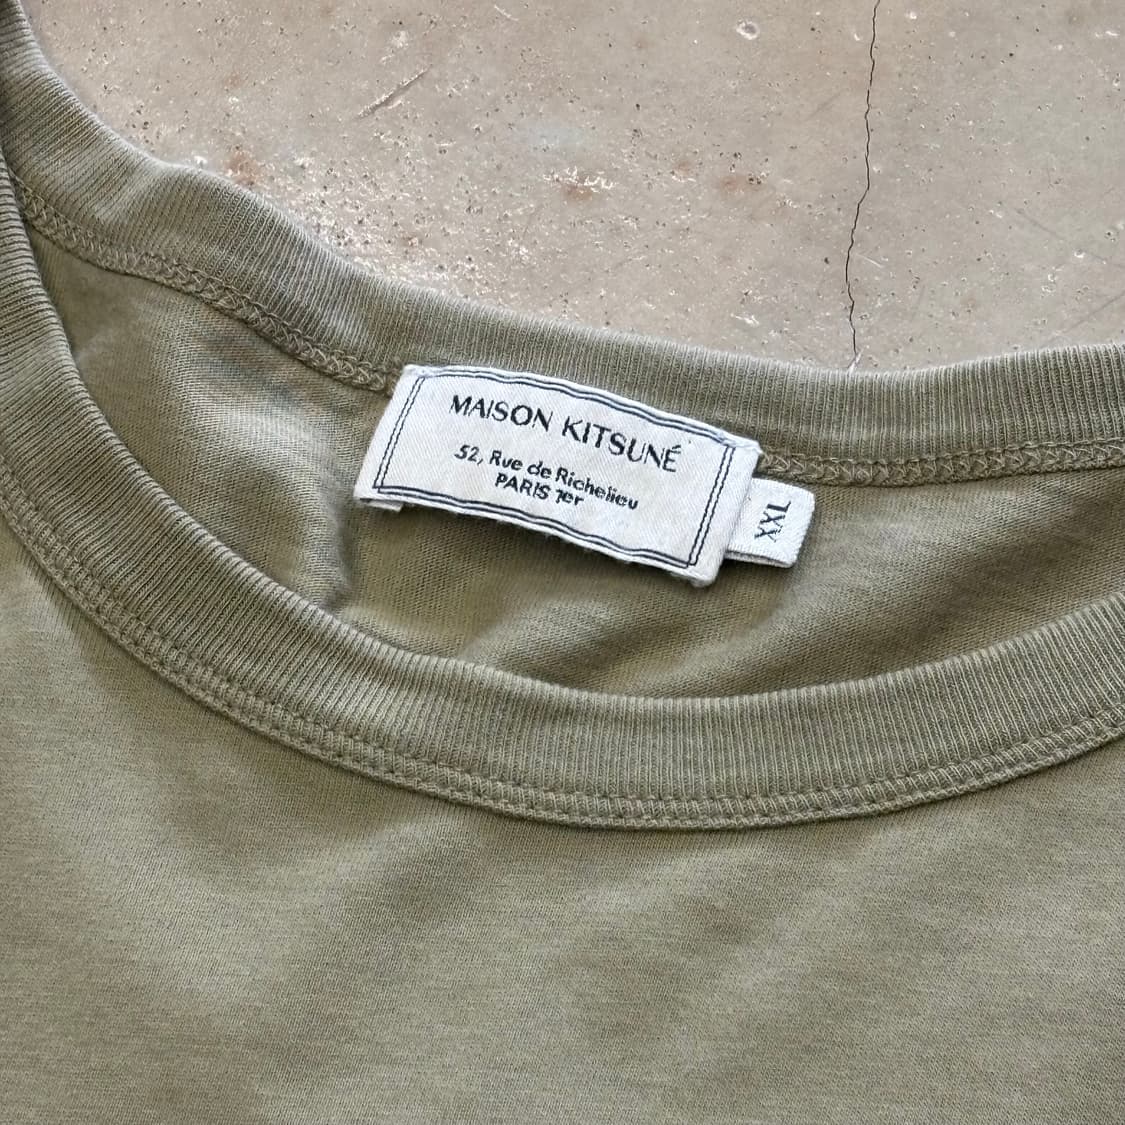 MAISON KITSUNÉ
52, Rue de Richelieu
PARIS 1er
XXL